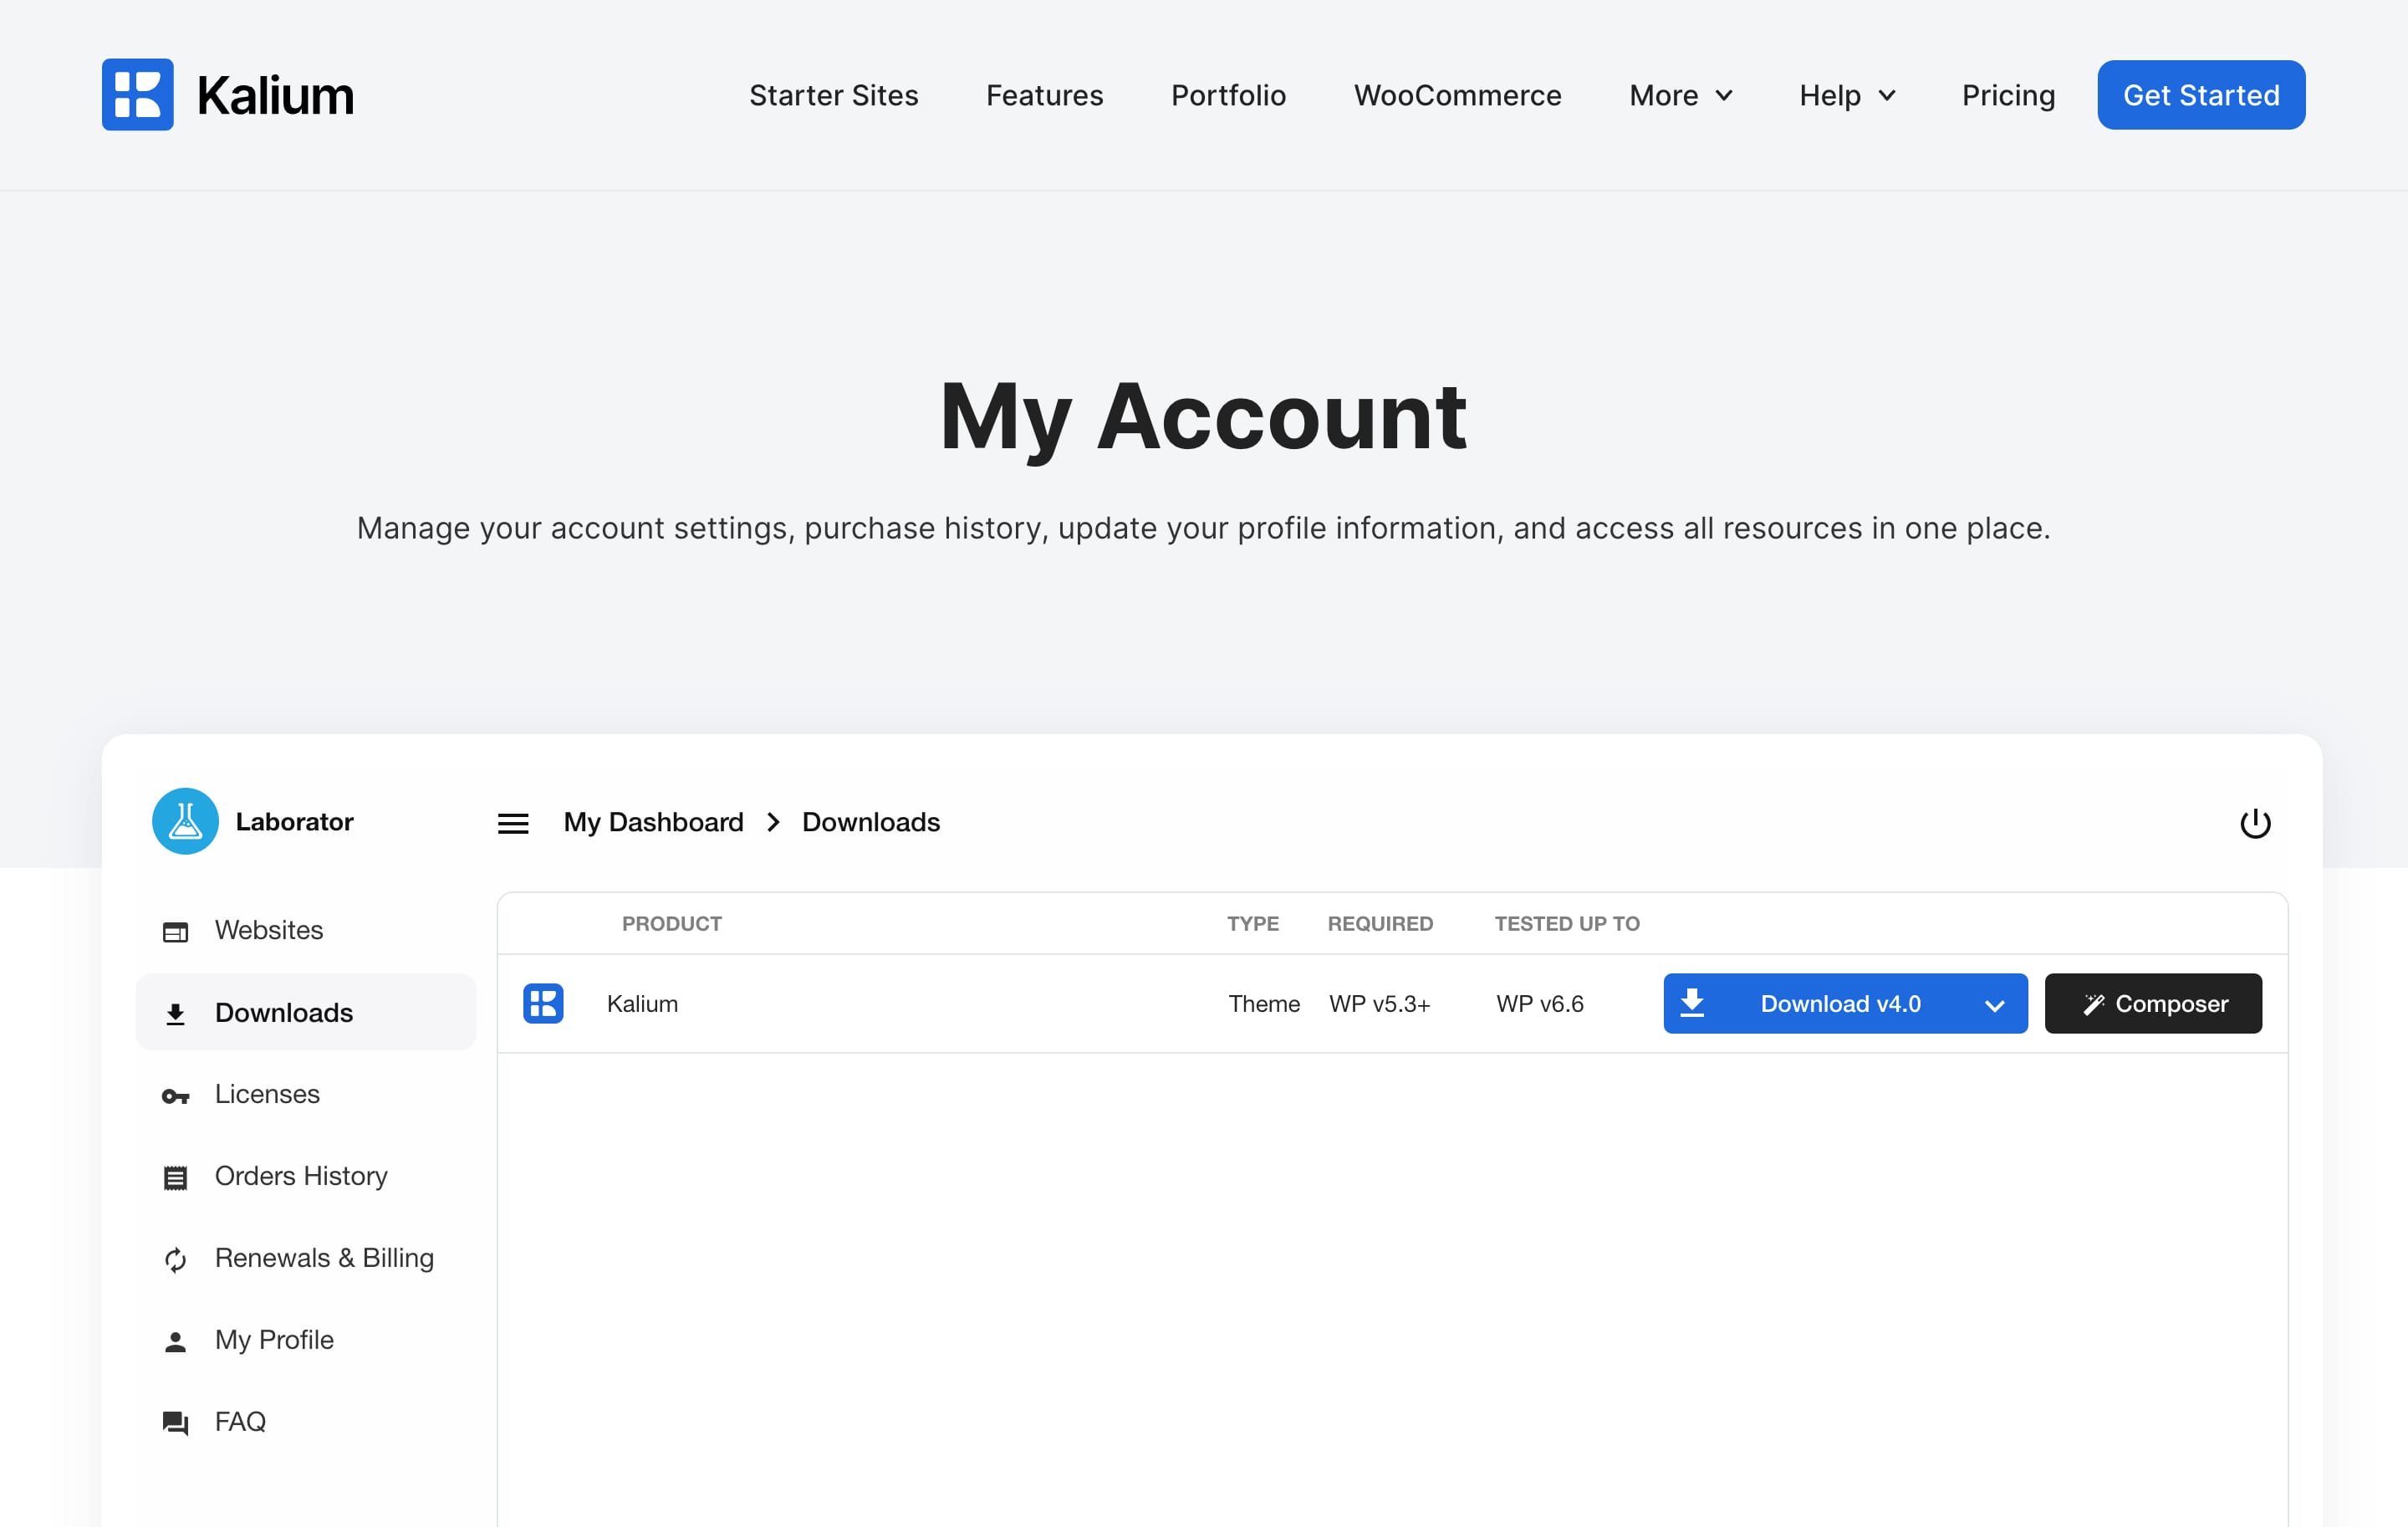 Kalium
Starter Sites Features Portfolio WooCommerce More Help Pricing Get Started
My Account
Manage your account settings, purchase history, update your profile information, and access all resources in one place.
Laborator
My Dashboard Downloads
Websites
Downloads
Licenses
Orders History
Renewals & Billing
My Profile
FAQ
PRODUCT TYPE REQUIRED TESTED UP TO
Kalium Theme WP v5.3+ WP v6.6 Download v4.0 Composer